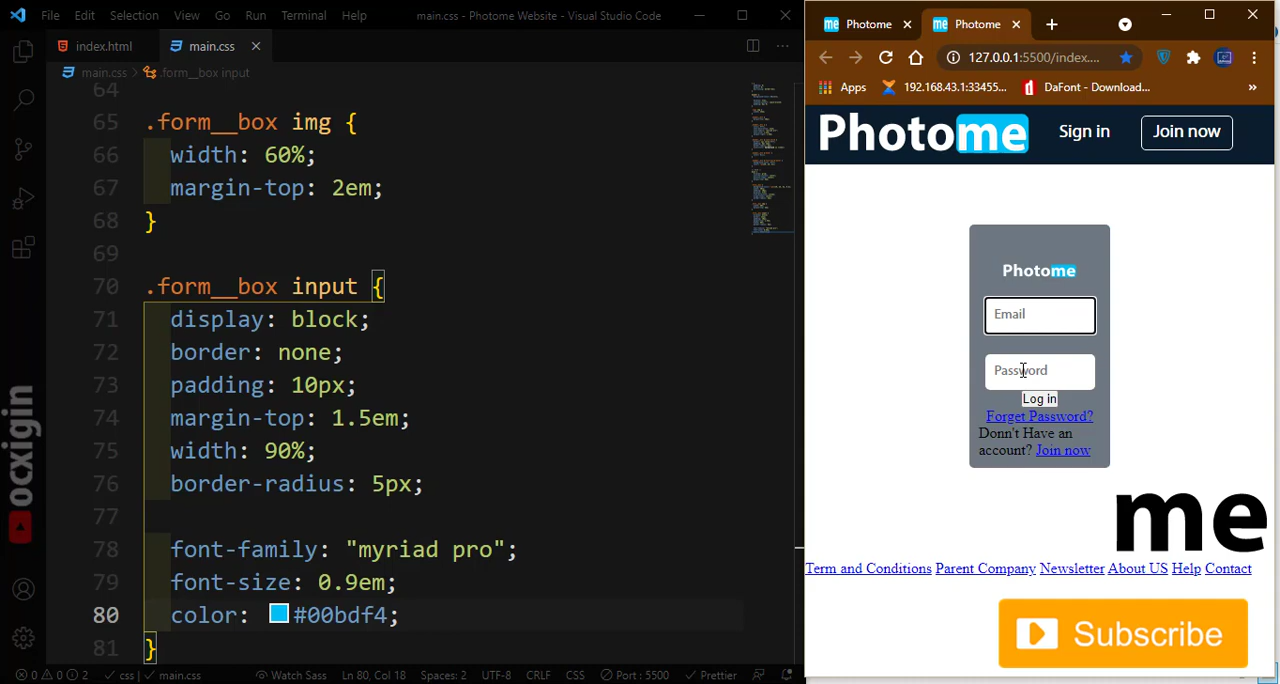 File Edit Selection View Go Run Terminal Help main.css - Photome Website - Visual Studio Code
index.html main.css
main.css > .form__box input
64
65 .form__box img {
66 width: 60%;
67 margin-top: 2em;
68 }
69
70 .form__box input {
71 display: block;
72 border: none;
73 padding: 10px;
74 margin-top: 1.5em;
75 width: 90%;
76 border-radius: 5px;
77
78 font-family: "myriad pro";
79 font-size: 0.9em;
80 color: #00bdf4;
81 }
ocxigin
0 0 2 css main.css Watch Sass Ln 80, Col 18 Spaces: 2 UTF-8 CRLF CSS Port : 5500 Prettier
Photome Photome
127.0.0.1:5500/index....
Apps 192.168.43.1:33455... DaFont - Download... »
Photome Sign in Join now
Photome
Email
Password
Log in
Forget Password?
Donn't Have an
account? Join now
me
Term and Conditions Parent Company Newsletter About US Help Contact
Subscribe